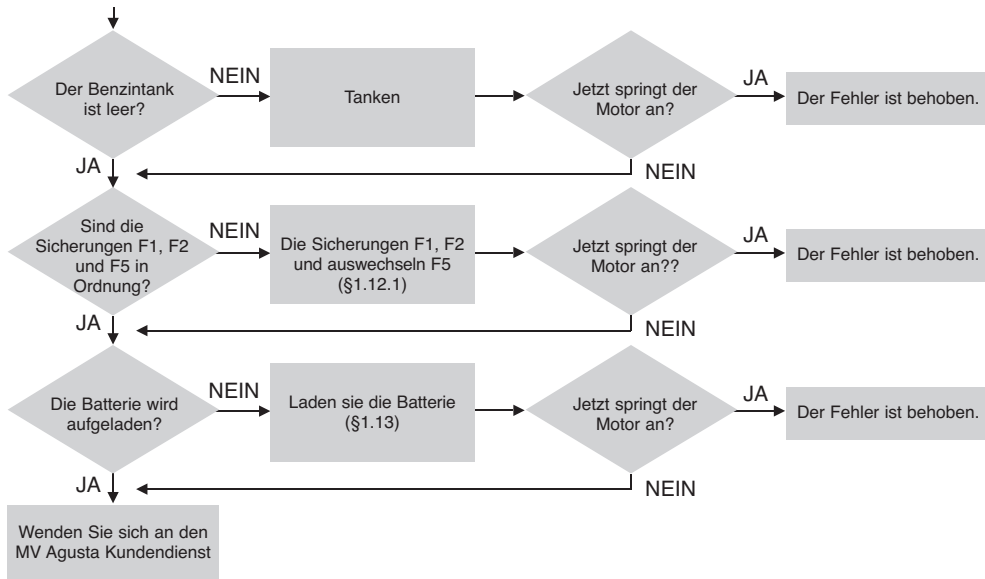 Der Benzintank
ist leer?
NEIN
Tanken
Jetzt springt der
Motor an?
JA
Der Fehler ist behoben.
JA
NEIN
Sind die
Sicherungen F1, F2
und F5 in
Ordnung?
NEIN
Die Sicherungen F1, F2
und auswechseln F5
(§1.12.1)
Jetzt springt der
Motor an??
JA
Der Fehler ist behoben.
JA
NEIN
Die Batterie wird
aufgeladen?
NEIN
Laden sie die Batterie
(§1.13)
Jetzt springt der
Motor an?
JA
Der Fehler ist behoben.
JA
NEIN
Wenden Sie sich an den
MV Agusta Kundendienst